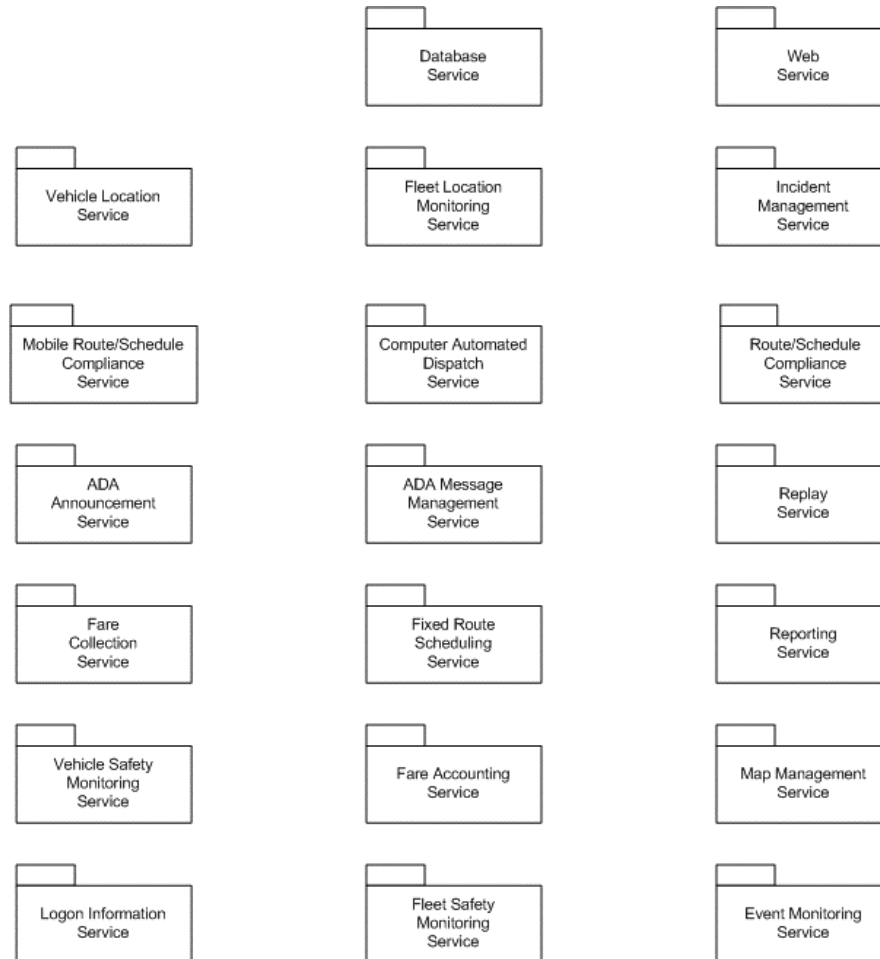 Database
Service
Web
Service
Vehicle Location
Service
Fleet Location
Monitoring
Service
Incident
Management
Service
Mobile Route/Schedule
Compliance
Service
Computer Automated
Dispatch
Service
Route/Schedule
Compliance
Service
ADA
Announcement
Service
ADA Message
Management
Service
Replay
Service
Fare
Collection
Service
Fixed Route
Scheduling
Service
Reporting
Service
Vehicle Safety
Monitoring
Service
Fare Accounting
Service
Map Management
Service
Logon Information
Service
Fleet Safety
Monitoring
Service
Event Monitoring
Service